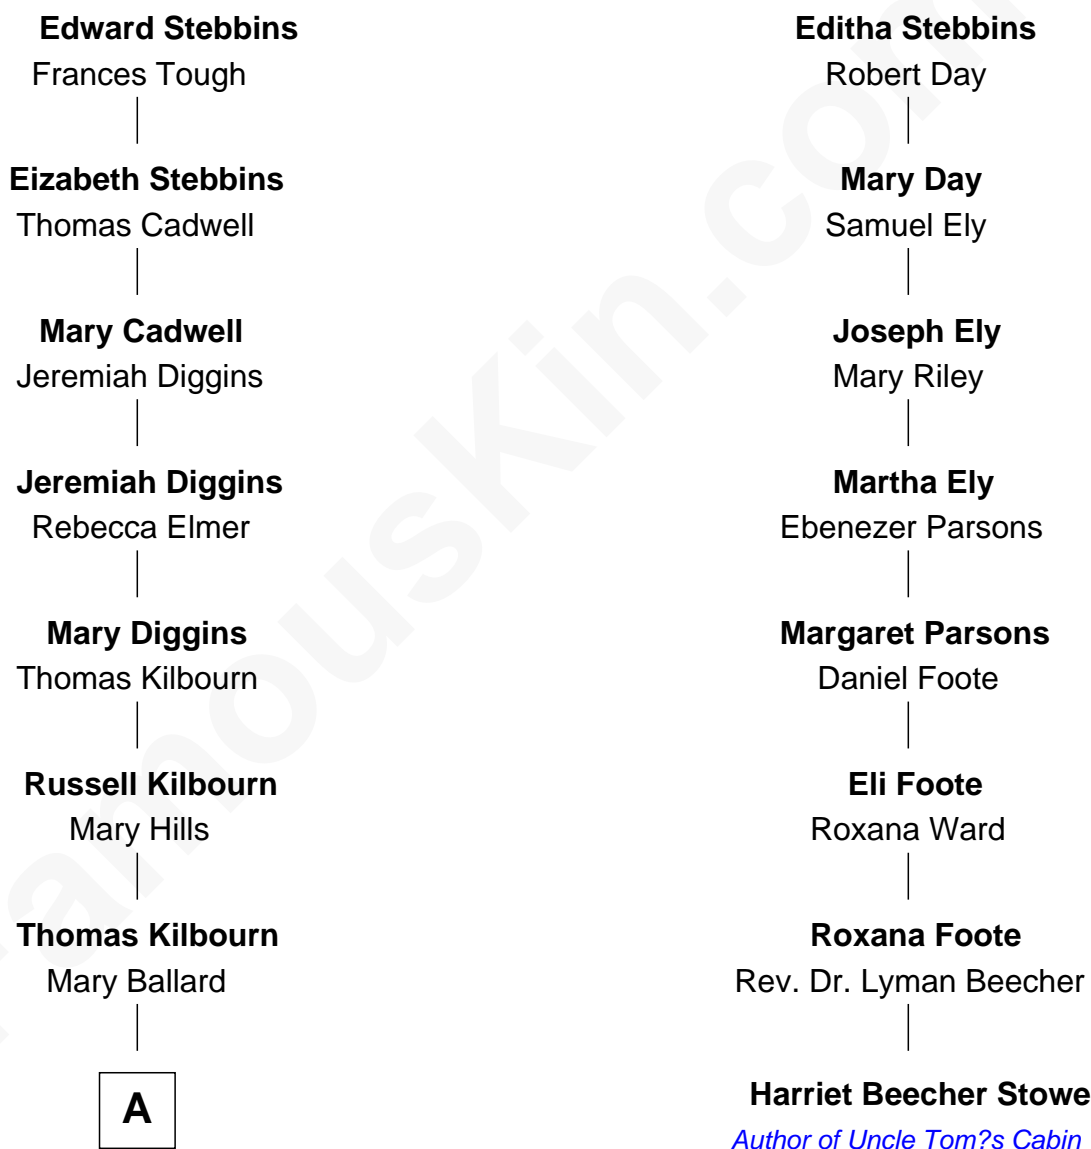 Edward Stebbins
Frances Tough
Eizabeth Stebbins
Thomas Cadwell
Mary Cadwell
Jeremiah Diggins
Jeremiah Diggins
Rebecca Elmer
Mary Diggins
Thomas Kilbourn
Russell Kilbourn
Mary Hills
Thomas Kilbourn
Mary Ballard
A
Editha Stebbins
Robert Day
Mary Day
Samuel Ely
Joseph Ely
Mary Riley
Martha Ely
Ebenezer Parsons
Margaret Parsons
Daniel Foote
Eli Foote
Roxana Ward
Roxana Foote
Rev. Dr. Lyman Beecher
Harriet Beecher Stowe
Author of Uncle Tom?s Cabin
FamousKin.com